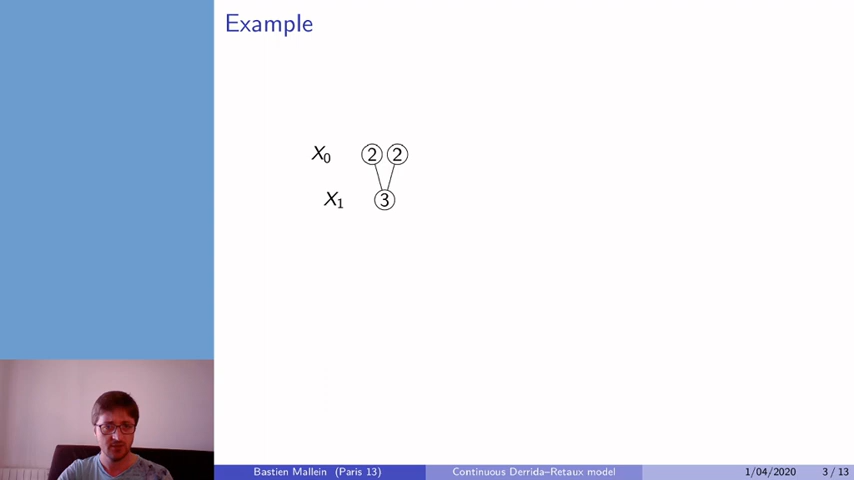 Example
X₀ 2 2
X₁ 3
Bastien Mallein (Paris 13) Continuous Derrida–Retaux model 1/04/2020 3 / 13